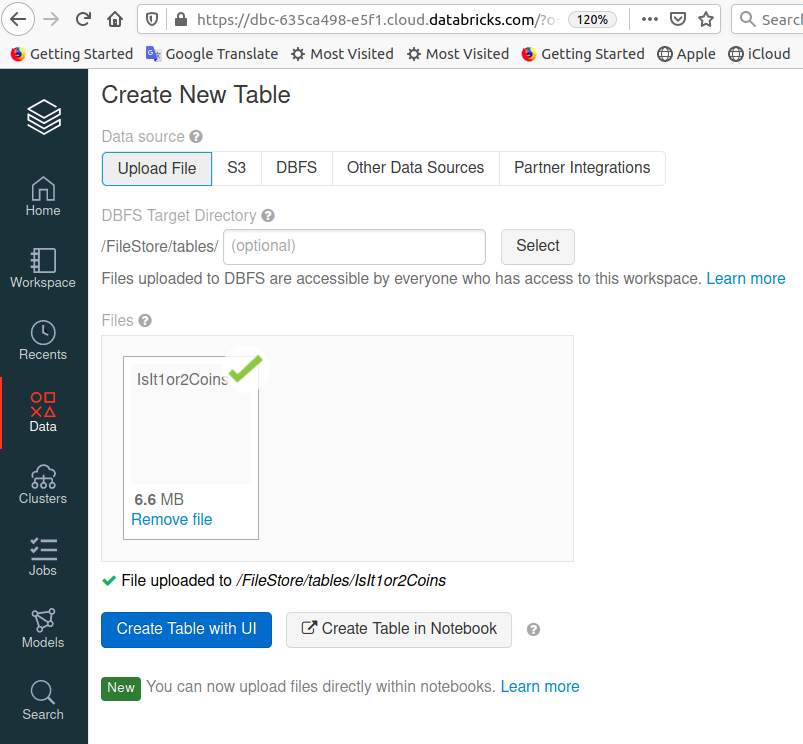 https://dbc-635ca498-e5f1.cloud.databricks.com/?o= 120% Searc
Getting Started Google Translate Most Visited Most Visited Getting Started Apple iCloud
Create New Table
Data source
Upload File S3 DBFS Other Data Sources Partner Integrations
Home
DBFS Target Directory
/FileStore/tables/ (optional) Select
Workspace
Files uploaded to DBFS are accessible by everyone who has access to this workspace. Learn more
Files
Recents
IsIt1or2Coins
Data
6.6 MB
Clusters
Remove file
Jobs
File uploaded to /FileStore/tables/IsIt1or2Coins
Create Table with UI Create Table in Notebook
Models
New You can now upload files directly within notebooks. Learn more
Search